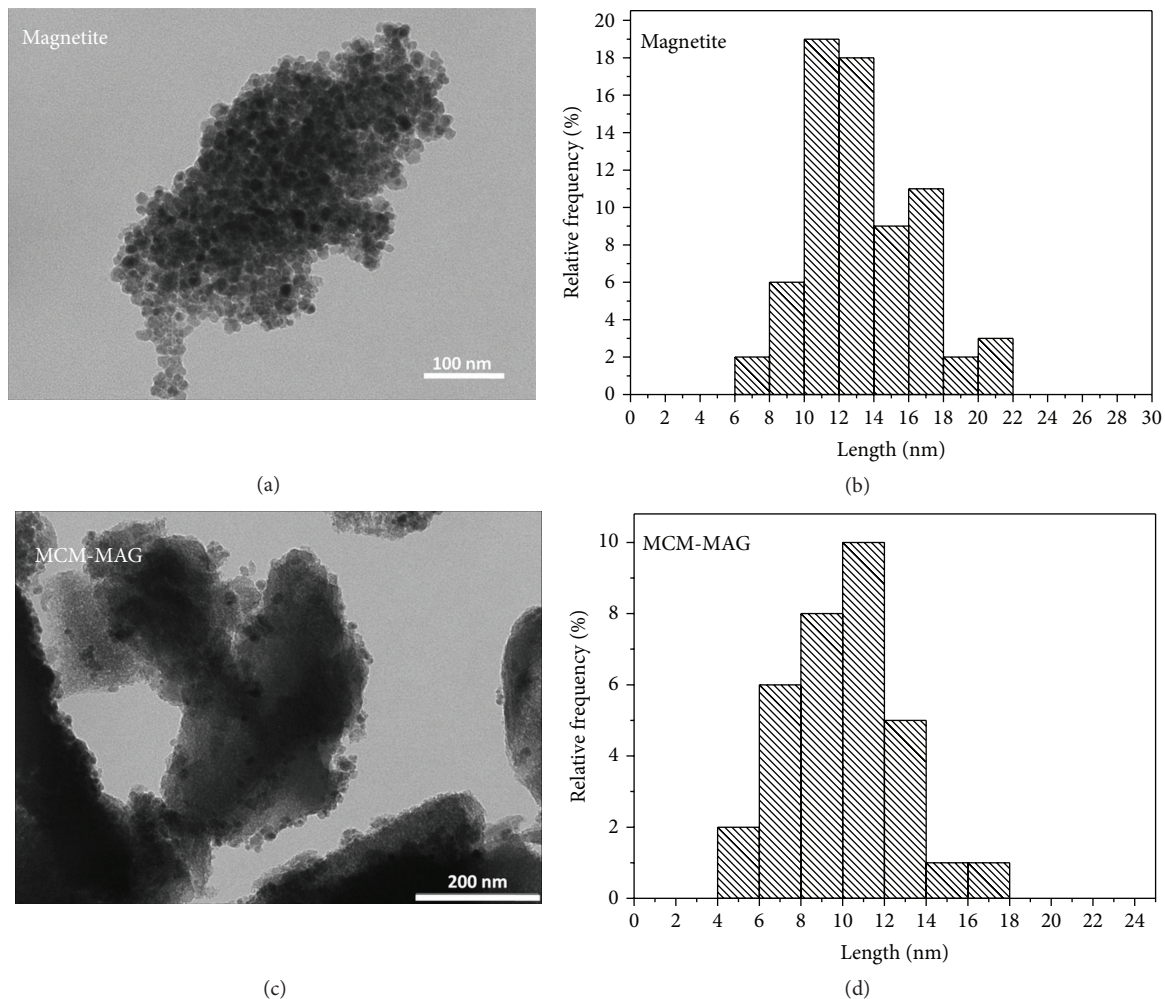 Magnetite
100 nm
(a)
Magnetite
Relative frequency (%)
20
18
16
14
12
10
8
6
4
2
0
0 2 4 6 8 10 12 14 16 18 20 22 24 26 28 30
Length (nm)
(b)
MCM-MAG
200 nm
(c)
MCM-MAG
Relative frequency (%)
10
8
6
4
2
0
0 2 4 6 8 10 12 14 16 18 20 22 24
Length (nm)
(d)